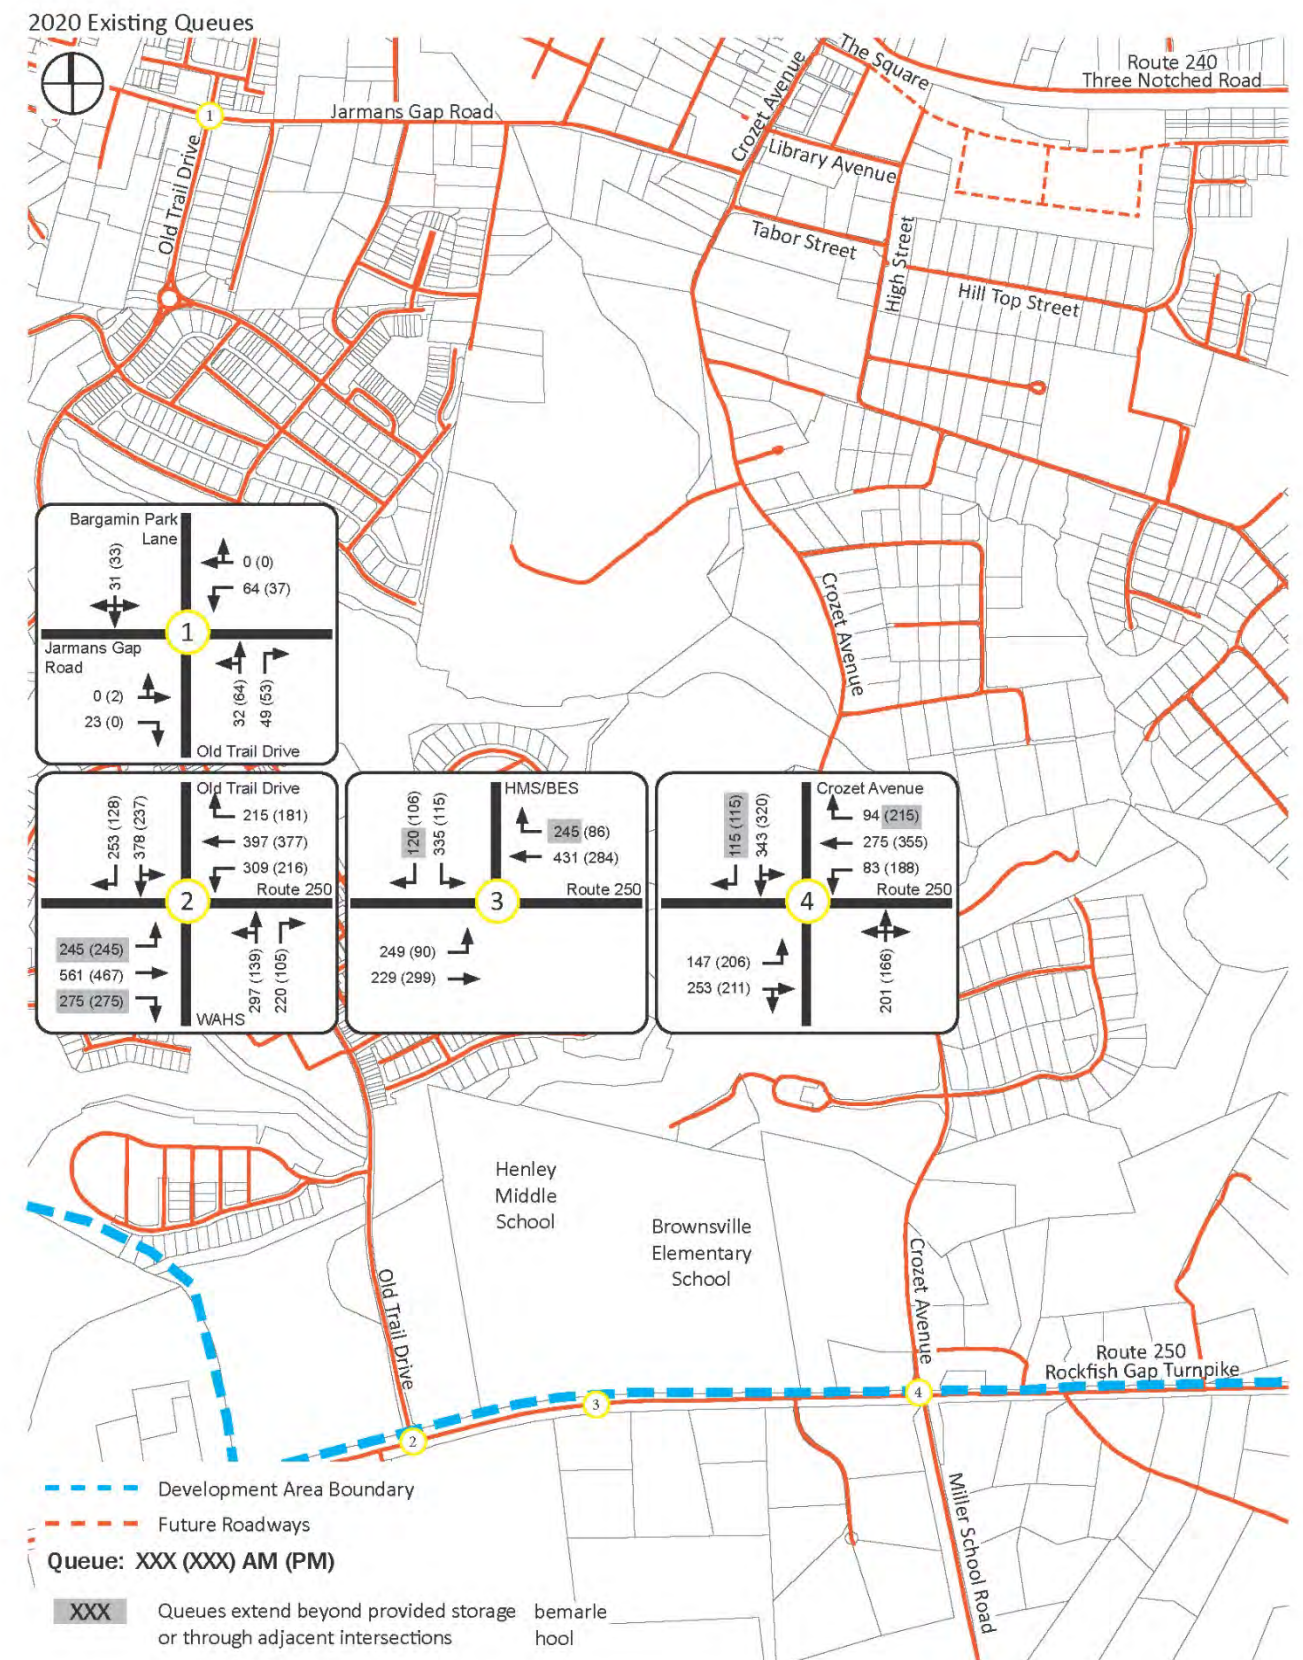 2020 Existing Queues
Route 240
Three Notched Road
The Square
Crozet Avenue
Jarmans Gap Road
1
Old Trail Drive
Library Avenue
Tabor Street
High Street
Hill Top Street
Crozet Avenue
Bargamin Park
Lane
31 (33)
0 (0)
64 (37)
1
Jarmans Gap
Road
0 (2)
23 (0)
32 (64)
49 (53)
Old Trail Drive
Old Trail Drive
253 (128)
378 (237)
215 (181)
397 (377)
309 (216)
Route 250
2
245 (245)
561 (467)
275 (275)
297 (139)
220 (105)
WAHS
HMS/BES
120 (106)
335 (115)
245 (86)
431 (284)
Route 250
3
249 (90)
229 (299)
Crozet Avenue
115 (115)
343 (320)
94 (215)
275 (355)
83 (188)
Route 250
4
147 (206)
253 (211)
201 (166)
Henley
Middle
School
Brownsville
Elementary
School
Old Trail Drive
Crozet Avenue
Route 250
Rockfish Gap Turnpike
2
3
4
Miller School Road
Development Area Boundary
Future Roadways
Queue: XXX (XXX) AM (PM)
XXX
Queues extend beyond provided storage
or through adjacent intersections
bemarle
hool